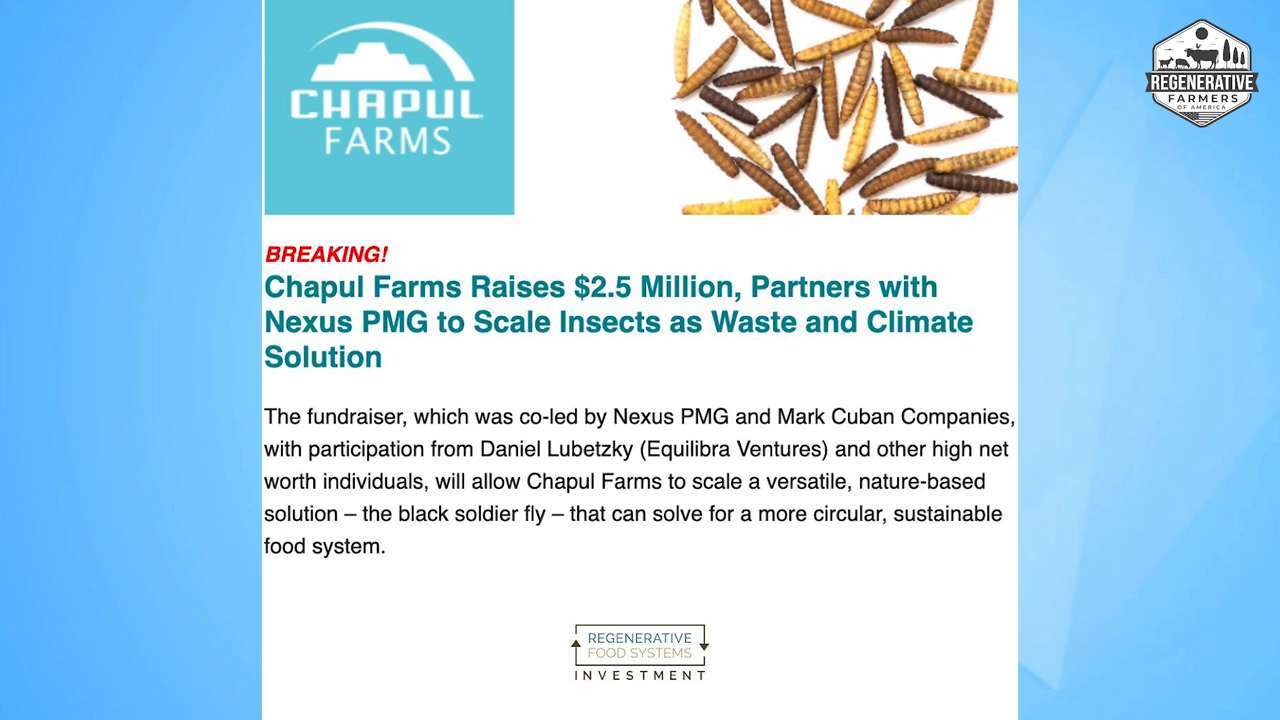 CHAPUL
FARMS
REGENERATIVE
FARMERS
OF AMERICA
BREAKING!
Chapul Farms Raises $2.5 Million, Partners with
Nexus PMG to Scale Insects as Waste and Climate
Solution
The fundraiser, which was co-led by Nexus PMG and Mark Cuban Companies,
with participation from Daniel Lubetzky (Equilibra Ventures) and other high net
worth individuals, will allow Chapul Farms to scale a versatile, nature-based
solution – the black soldier fly – that can solve for a more circular, sustainable
food system.
REGENERATIVE
FOOD SYSTEMS
INVESTMENT